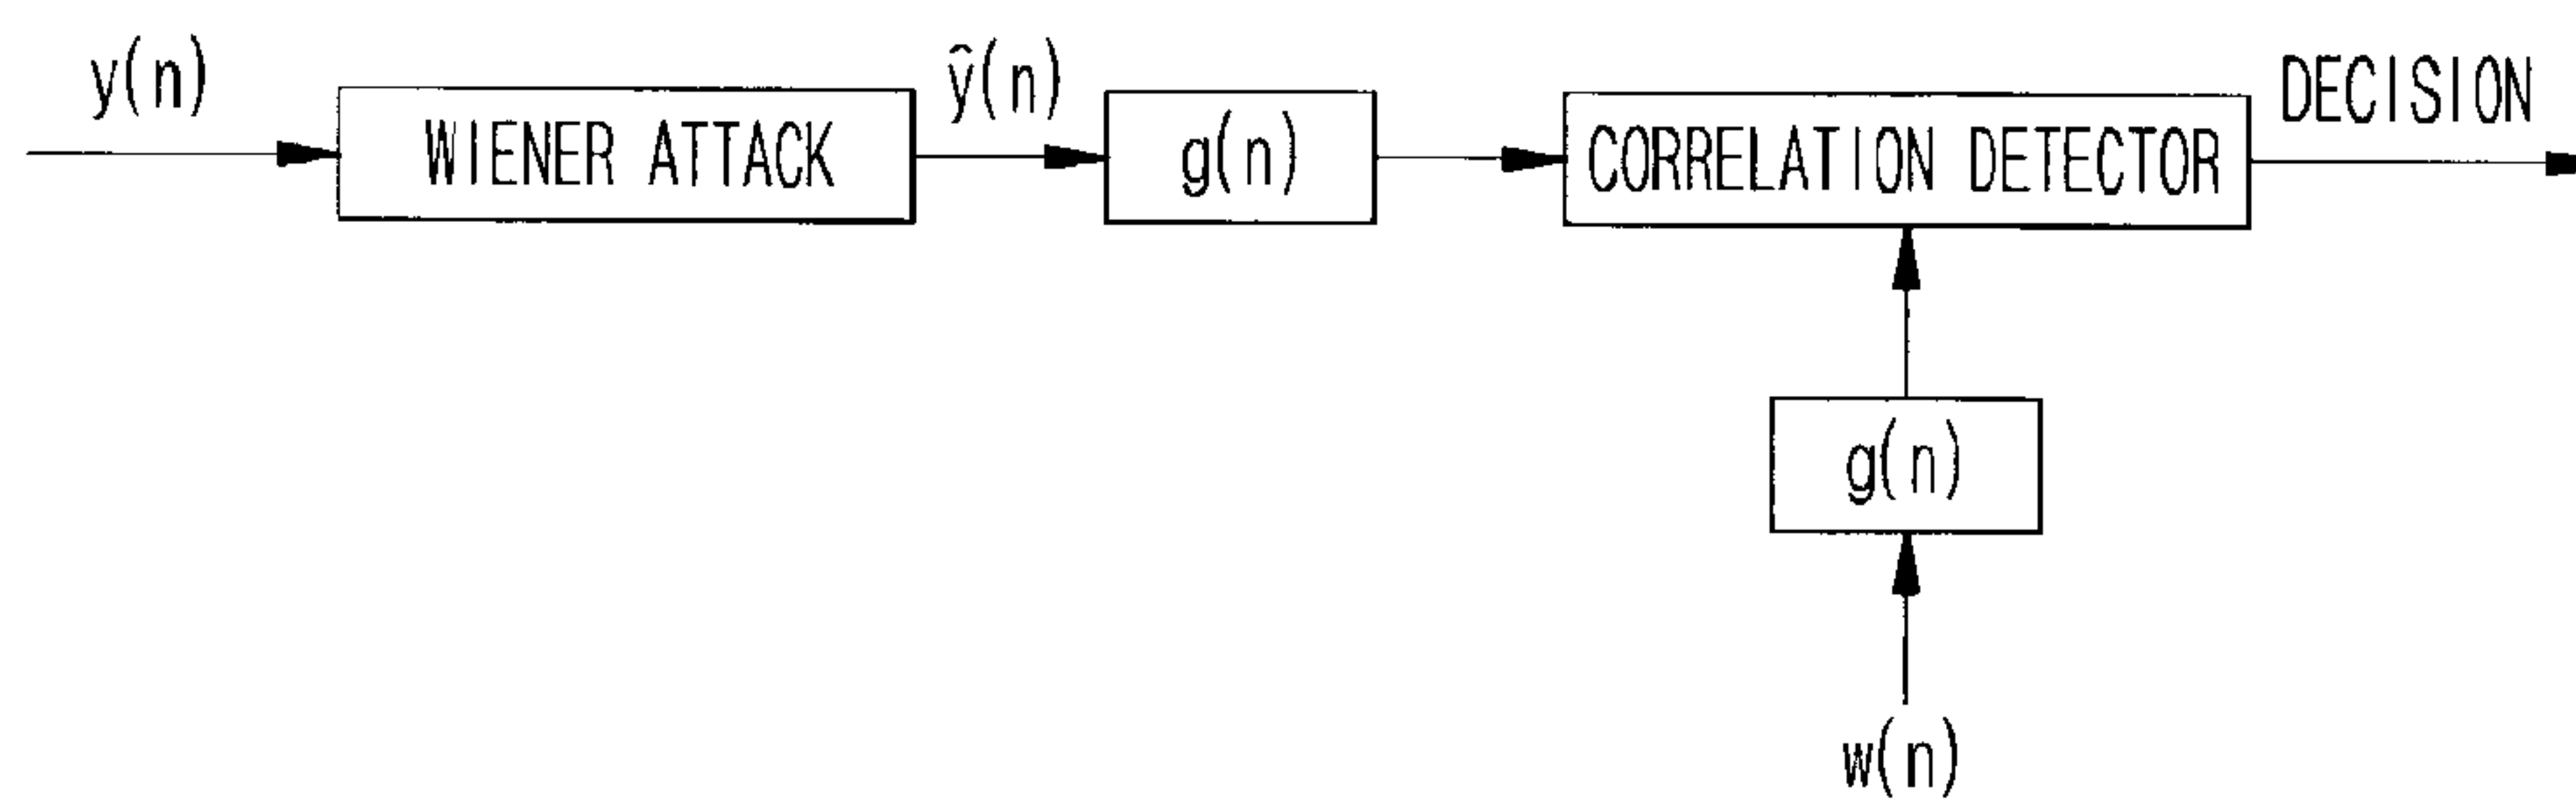 y(n)
WIENER ATTACK
ŷ(n)
g(n)
CORRELATION DETECTOR
DECISION
g(n)
w(n)